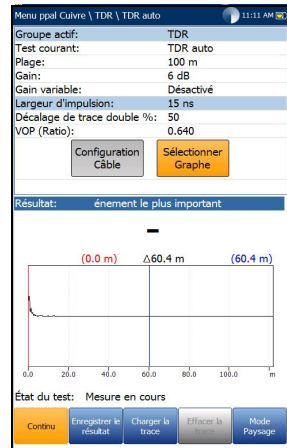 Menu ppal Cuivre \ TDR \ TDR auto 11:11 AM
Groupe actif: TDR
Test courant: TDR auto
Plage: 100 m
Gain: 6 dB
Gain variable: Désactivé
Largeur d'impulsion: 15 ns
Décalage de trace double %: 50
VOP (Ratio): 0.640
Configuration Câble
Sélectionner Graphe
Résultat: énement le plus important
–
(0.0 m) Δ60.4 m (60.4 m)
0.0 20.0 40.0 60.0 80.0 100.0 m
État du test: Mesure en cours
Continu
Enregistrer le résultat
Charger la trace
Effacer la trace
Mode Paysage